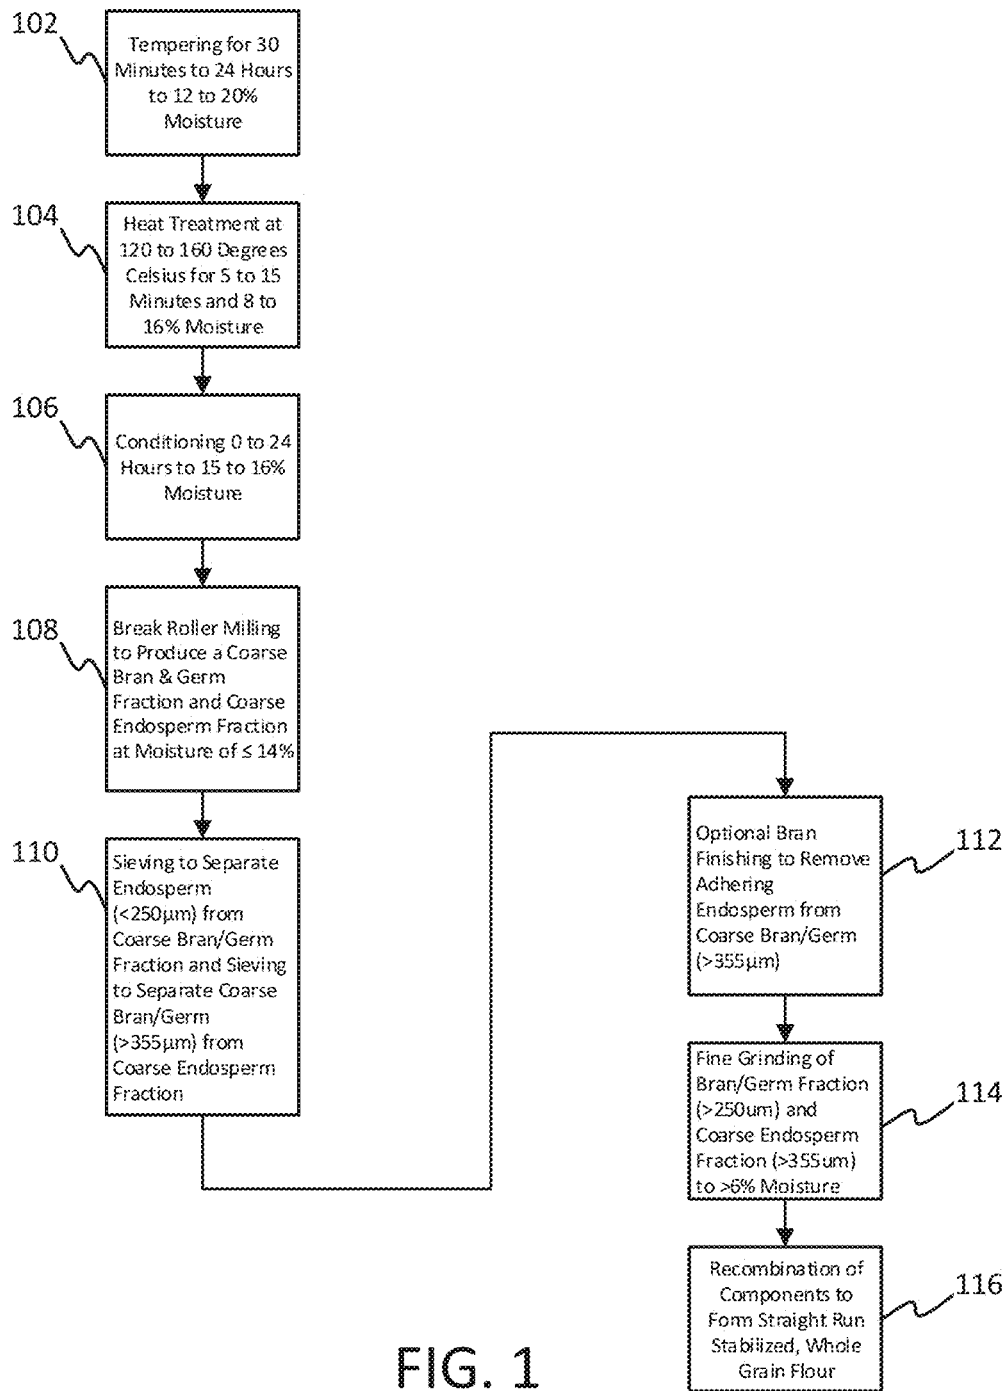 102
Tempering for 30
Minutes to 24 Hours
to 12 to 20%
Moisture
104
Heat Treatment at
120 to 160 Degrees
Celsius for 5 to 15
Minutes and 8 to
16% Moisture
106
Conditioning 0 to 24
Hours to 15 to 16%
Moisture
108
Break Roller Milling
to Produce a Coarse
Bran & Germ
Fraction and Coarse
Endosperm Fraction
at Moisture of ≤ 14%
110
Sieving to Separate
Endosperm
(<250µm) from
Coarse Bran/Germ
Fraction and Sieving
to Separate Coarse
Bran/Germ
(>355µm) from
Coarse Endosperm
Fraction
112
Optional Bran
Finishing to Remove
Adhering
Endosperm from
Coarse Bran/Germ
(>355µm)
114
Fine Grinding of
Bran/Germ Fraction
(>250um) and
Coarse Endosperm
Fraction (>355um)
to >6% Moisture
116
Recombination of
Components to
Form Straight Run
Stabilized, Whole
Grain Flour
FIG. 1